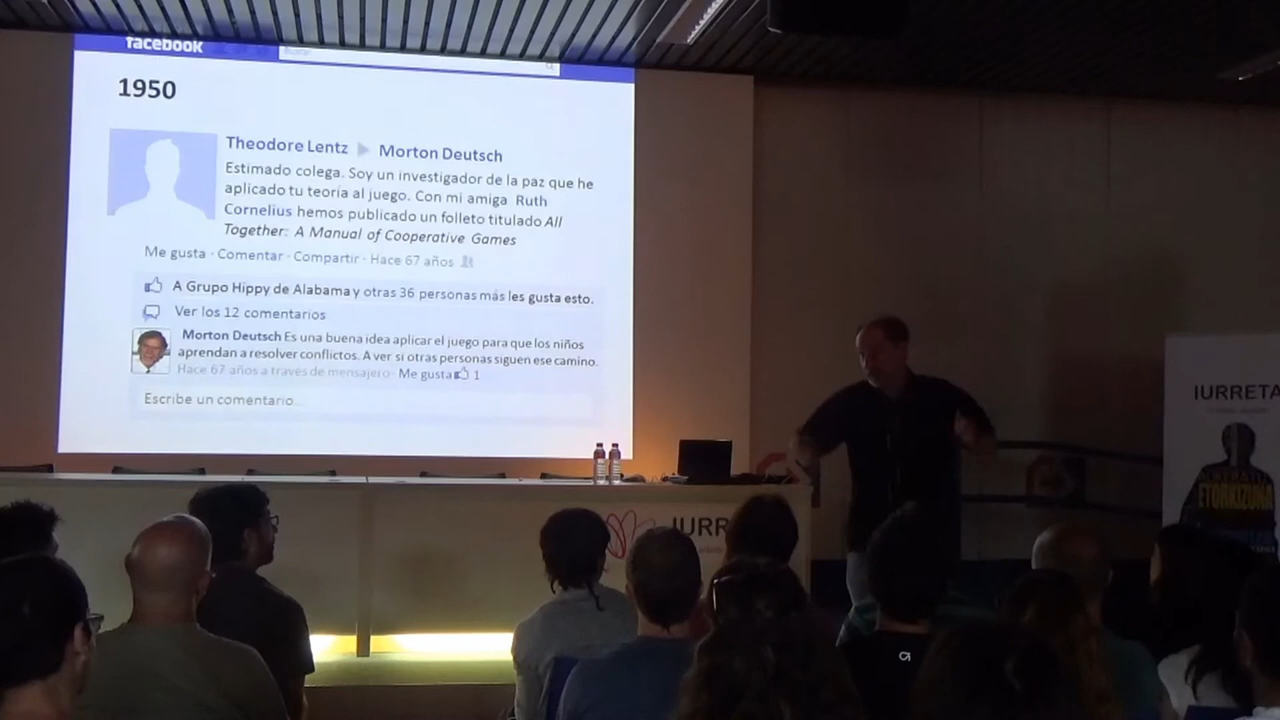 facebook
Buscar
1950
Theodore Lentz Morton Deutsch
Estimado colega. Soy un investigador de la paz que he
aplicado tu teoría al juego. Con mi amiga Ruth
Cornelius hemos publicado un folleto titulado All
Together: A Manual of Cooperative Games
Me gusta · Comentar · Compartir · Hace 67 años
A Grupo Hippy de Alabama y otras 36 personas más les gusta esto.
Ver los 12 comentarios
Morton Deutsch Es una buena idea aplicar el juego para que los niños
aprendan a resolver conflictos. A ver si otras personas siguen ese camino.
Hace 67 años a través de mensajero · Me gusta 1
Escribe un comentario...
IURRETA
ETORKIZUNA
IURR